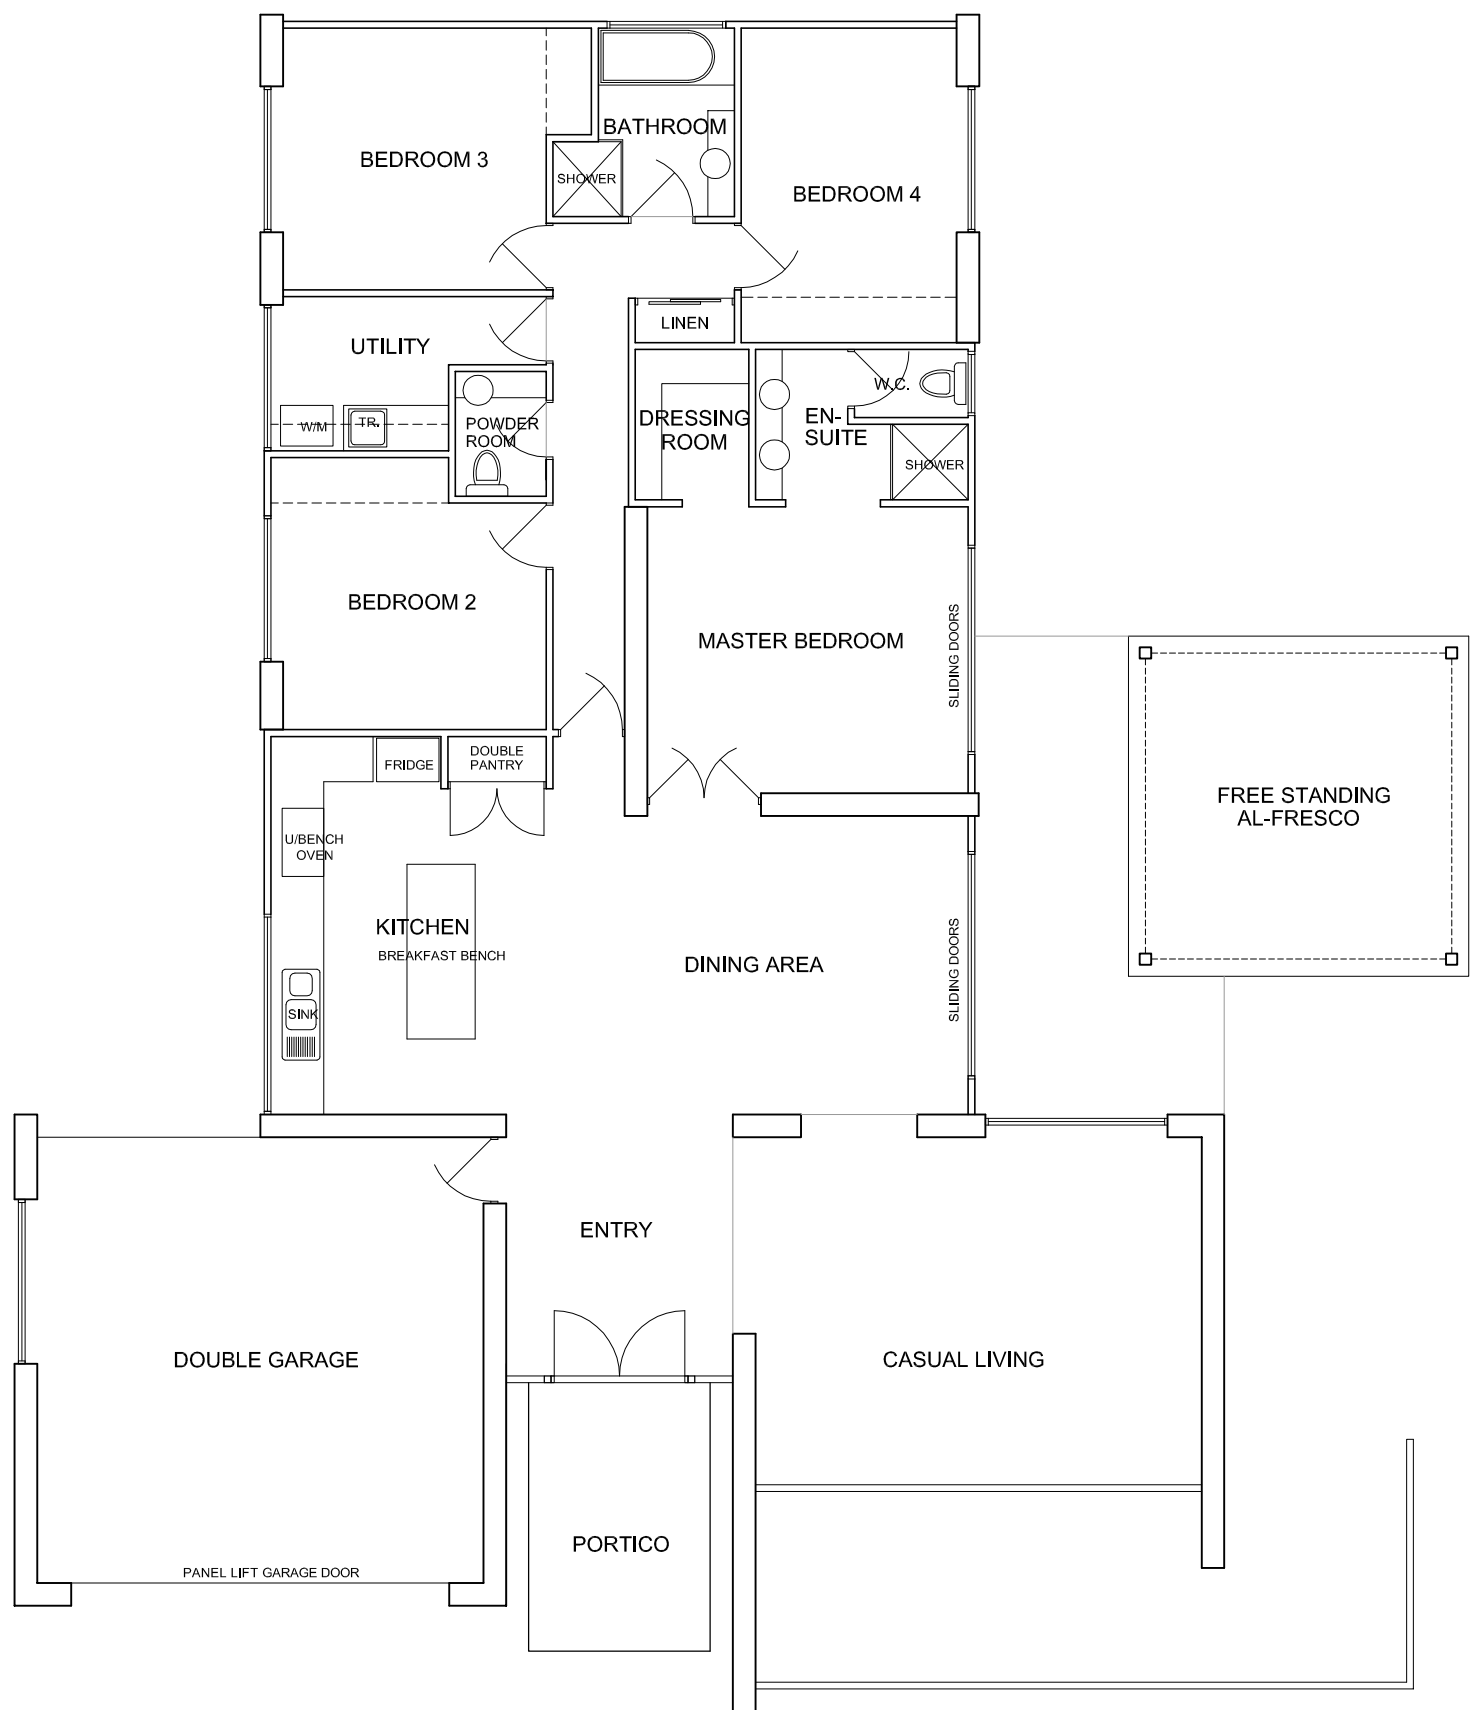 BATHROOM
BEDROOM 3
SHOWER
BEDROOM 4
LINEN
UTILITY
W.C.
DRESSING
ROOM
EN-
SUITE
W/M
TR.
POWDER
ROOM
SHOWER
BEDROOM 2
MASTER BEDROOM
SLIDING DOORS
FRIDGE
DOUBLE
PANTRY
FREE STANDING
AL-FRESCO
U/BENCH
OVEN
KITCHEN
BREAKFAST BENCH
DINING AREA
SLIDING DOORS
SINK
ENTRY
DOUBLE GARAGE
CASUAL LIVING
PORTICO
PANEL LIFT GARAGE DOOR